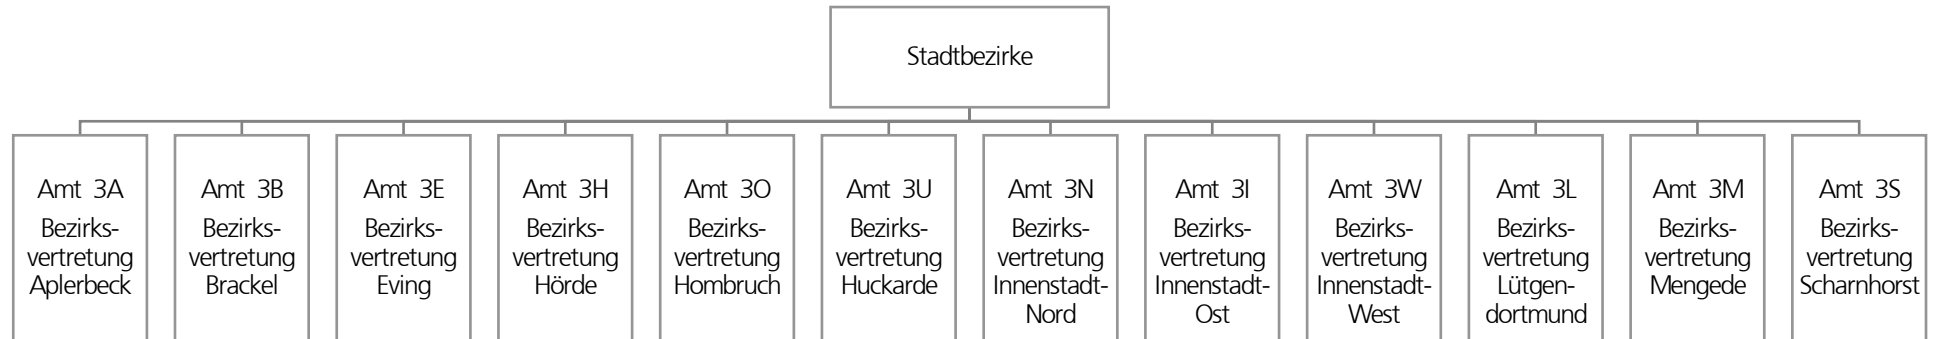 Stadtbezirke
Amt 3A
Bezirks-
vertretung
Aplerbeck
Amt 3B
Bezirks-
vertretung
Brackel
Amt 3E
Bezirks-
vertretung
Eving
Amt 3H
Bezirks-
vertretung
Hörde
Amt 3O
Bezirks-
vertretung
Hombruch
Amt 3U
Bezirks-
vertretung
Huckarde
Amt 3N
Bezirks-
vertretung
Innenstadt-
Nord
Amt 3I
Bezirks-
vertretung
Innenstadt-
Ost
Amt 3W
Bezirks-
vertretung
Innenstadt-
West
Amt 3L
Bezirks-
vertretung
Lütgen-
dortmund
Amt 3M
Bezirks-
vertretung
Mengede
Amt 3S
Bezirks-
vertretung
Scharnhorst